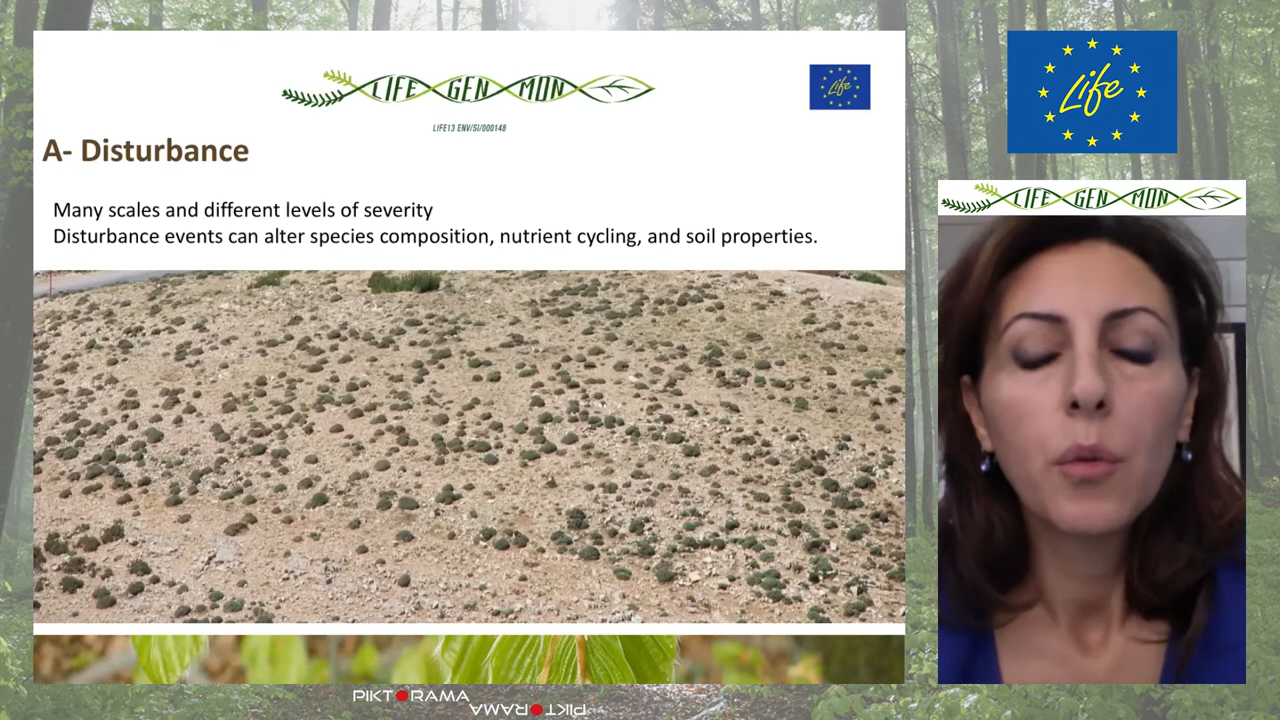 LIFE GEN MON
LIFE13 ENV/SI/000148
Life
A- Disturbance
Many scales and different levels of severity
Disturbance events can alter species composition, nutrient cycling, and soil properties.
Life
LIFE GEN MON
PIKTORAMA
PIKTORAMA